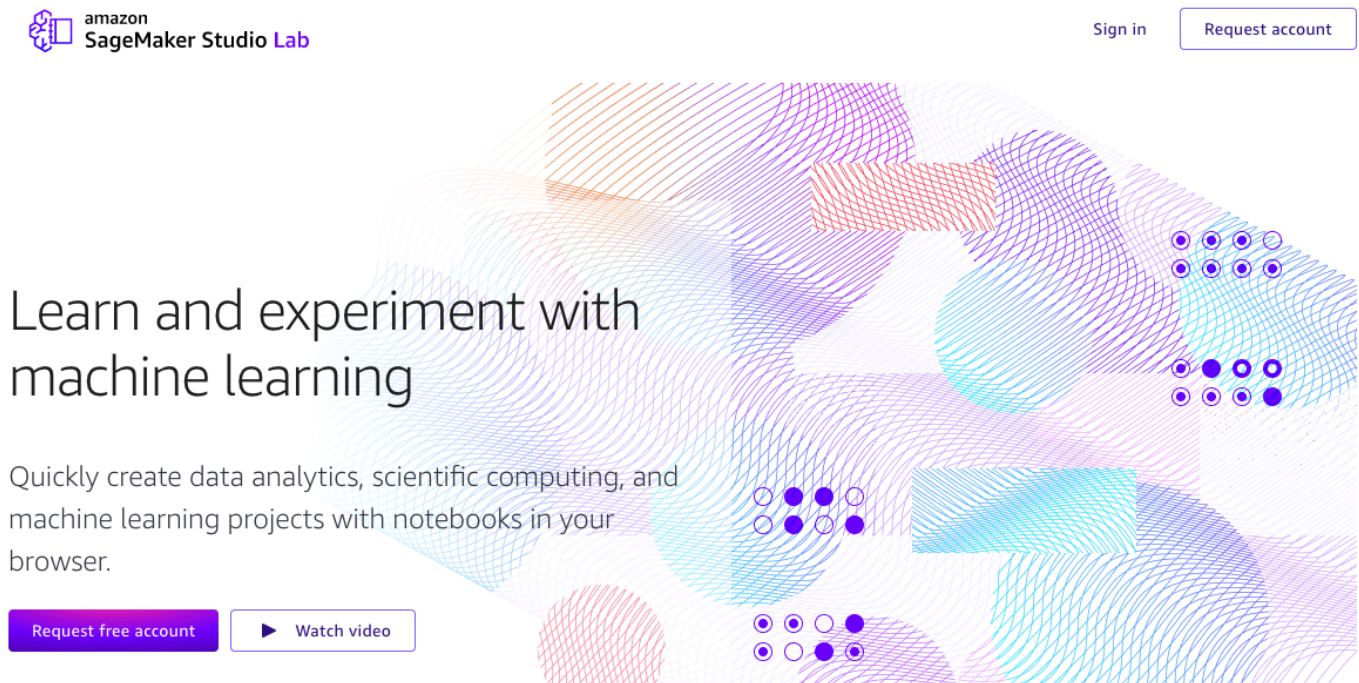 amazon
SageMaker Studio Lab
Sign in
Request account
Learn and experiment with
machine learning
Quickly create data analytics, scientific computing, and
machine learning projects with notebooks in your
browser.
Request free account
Watch video